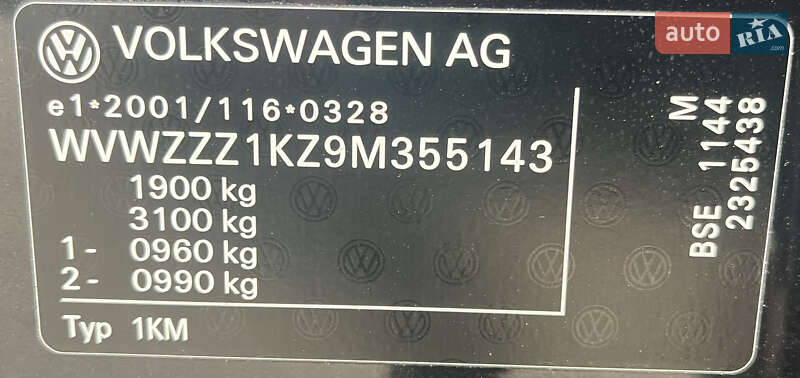 VOLKSWAGEN AG
e1*2001/116*0328
WVWZZZ1KZ9M355143
1900 kg
3100 kg
1- 0960 kg
2- 0990 kg
Typ 1KM
M
BSE 1144
2325438
auto RIA.com